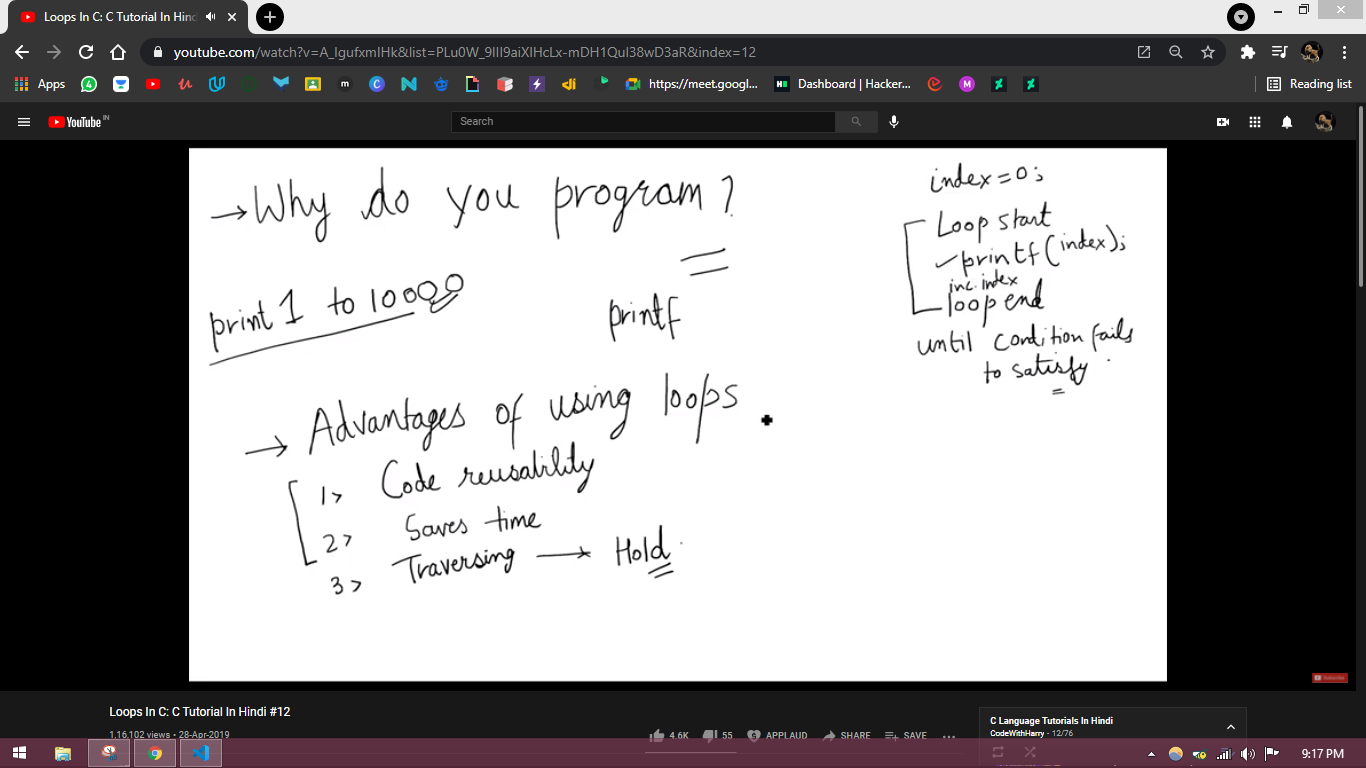 Loops In C: C Tutorial In Hind
youtube.com/watch?v=A_IgufxmIHk&list=PLu0W_9lII9aiXlHcLx-mDH1QuI38wD3aR&index=12
Apps
https://meet.googl...
Dashboard | Hacker...
Reading list
YouTube IN
Search
→ Why do you program?
print 1 to 10000
printf
index=0;
Loop start
printf(index);
inc. index
loop end
until condition fails
to satisfy
→ Advantages of using loops
1> Code reusability
2> Saves time
3> Traversing → Hold
Subscribe
Loops In C: C Tutorial In Hindi #12
1,16,102 views • 28-Apr-2019
4.6K
55
APPLAUD
SHARE
SAVE
...
C Language Tutorials In Hindi
CodeWithHarry - 12/76
9:17 PM